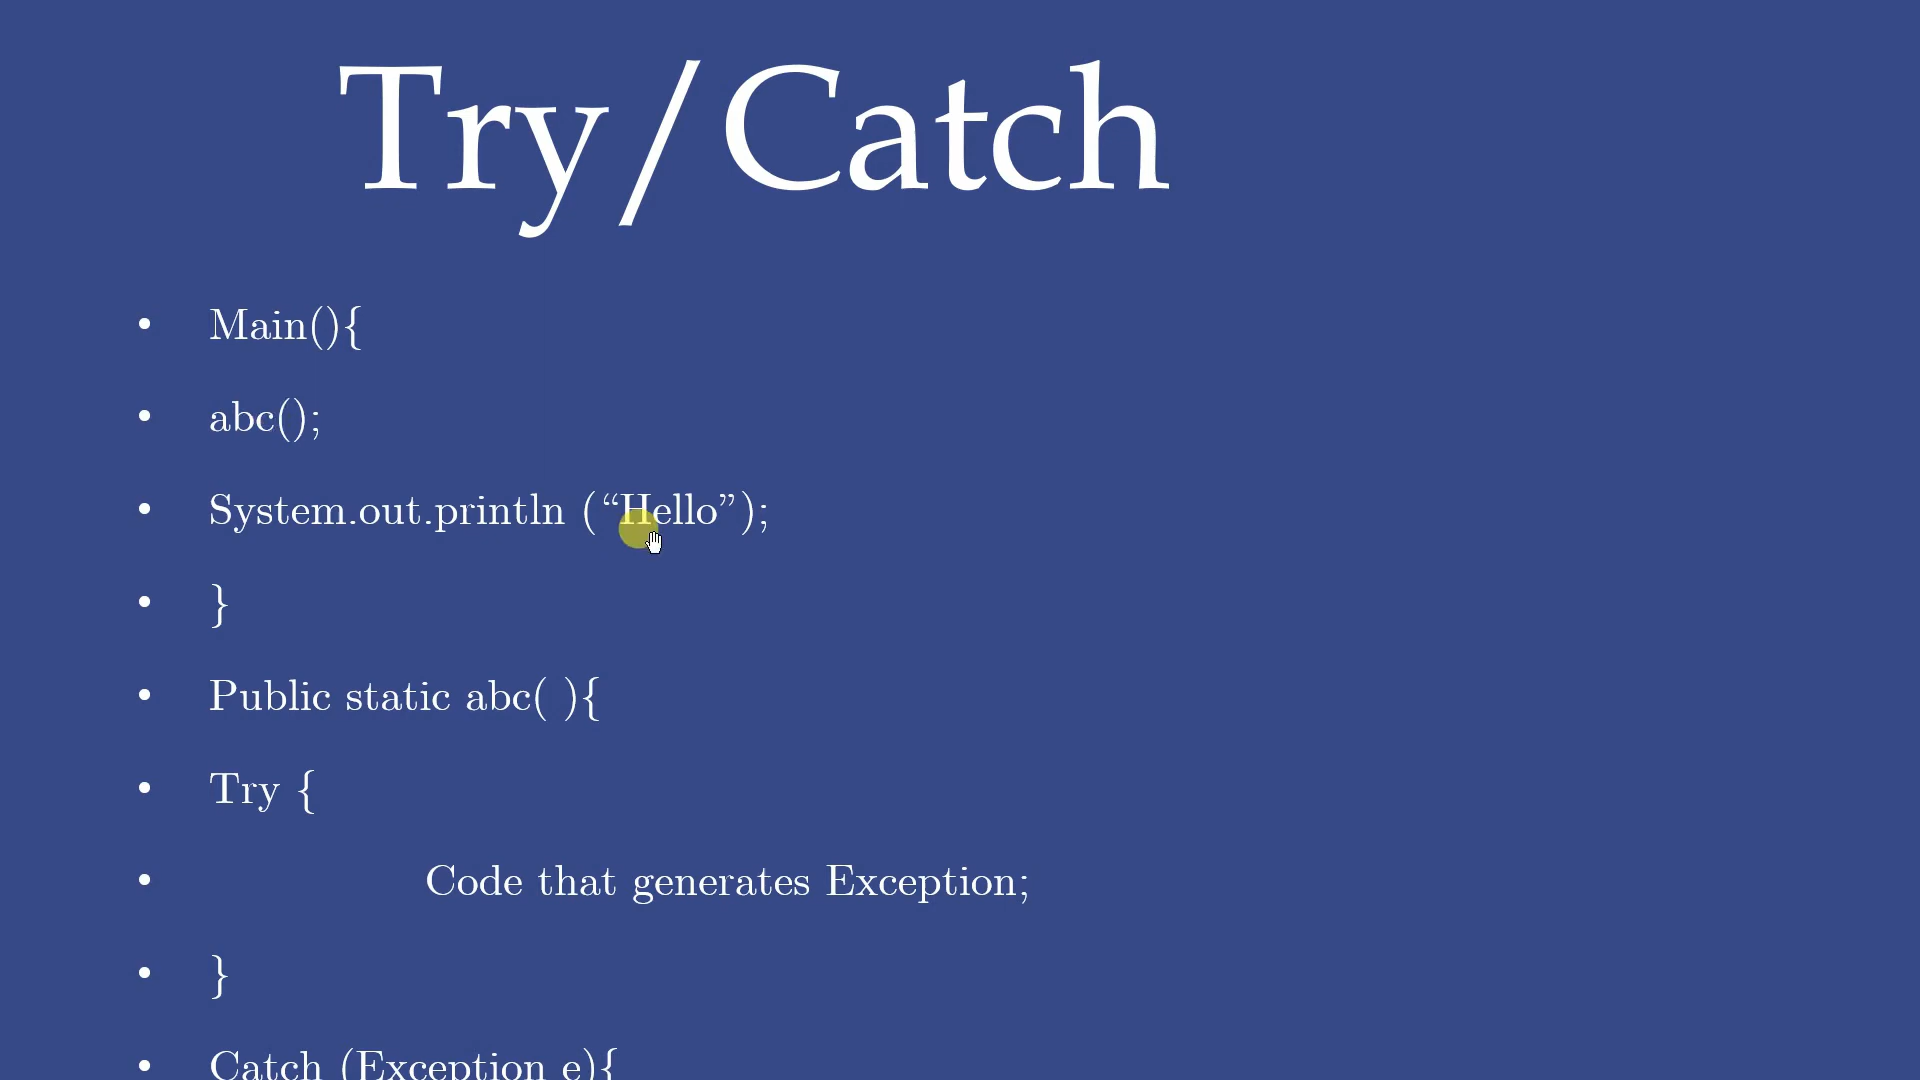 Try/Catch
• Main(){
• abc();
• System.out.println (“Hello”);
• }
• Public static abc( ){
• Try {
• Code that generates Exception;
• }
• Catch (Exception e){